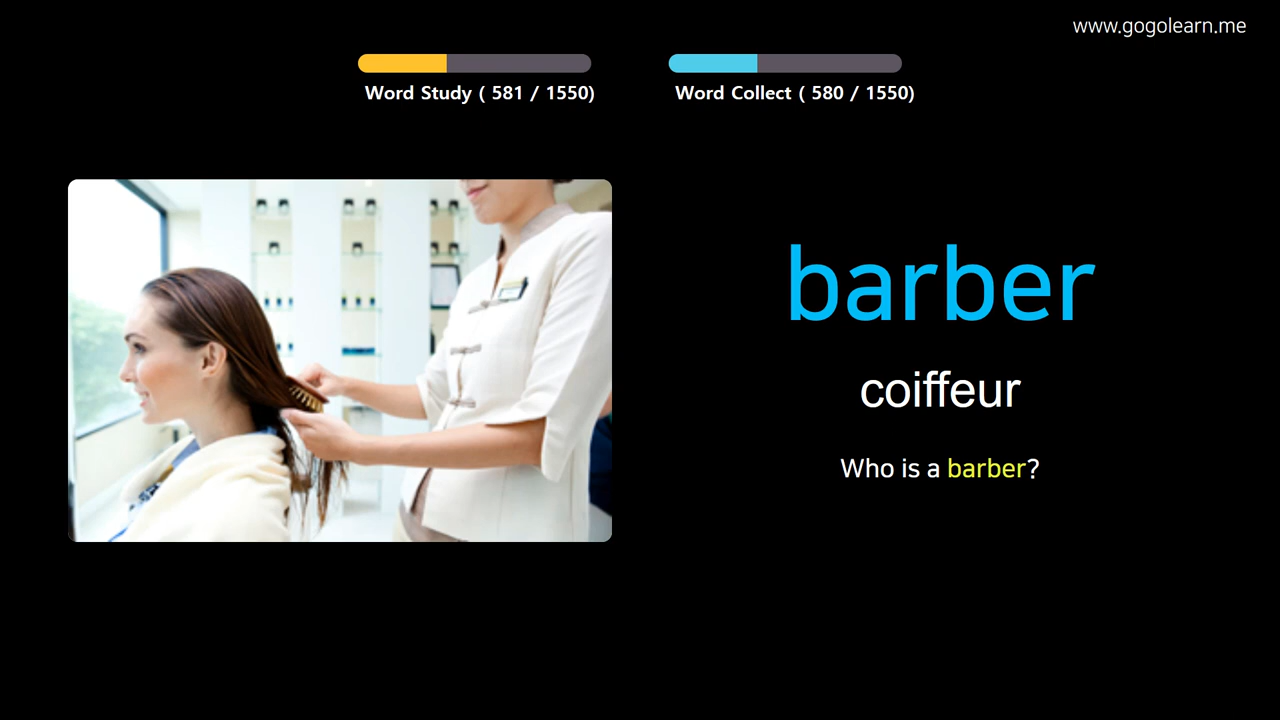 www.gogolearn.me
Word Study ( 581 / 1550)
Word Collect ( 580 / 1550)
barber
coiffeur
Who is a barber?